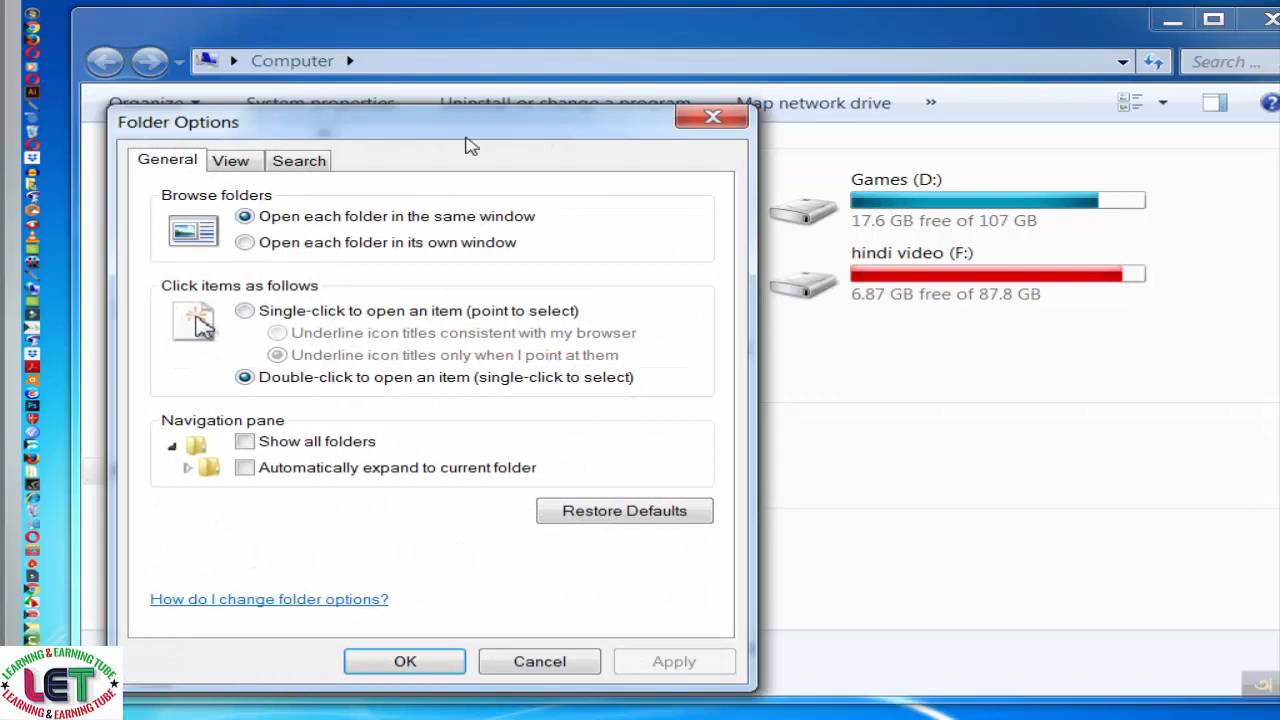 Computer
Search ...
Organize
System properties
Uninstall or change a program
Map network drive
»
Folder Options
General
View
Search
Browse folders
Open each folder in the same window
Open each folder in its own window
Click items as follows
Single-click to open an item (point to select)
Underline icon titles consistent with my browser
Underline icon titles only when I point at them
Double-click to open an item (single-click to select)
Navigation pane
Show all folders
Automatically expand to current folder
Restore Defaults
How do I change folder options?
OK
Cancel
Apply
Games (D:)
17.6 GB free of 107 GB
hindi video (F:)
6.87 GB free of 87.8 GB
LEARNING & EARNING TUBE
LET
LEARNING & EARNING TUBE